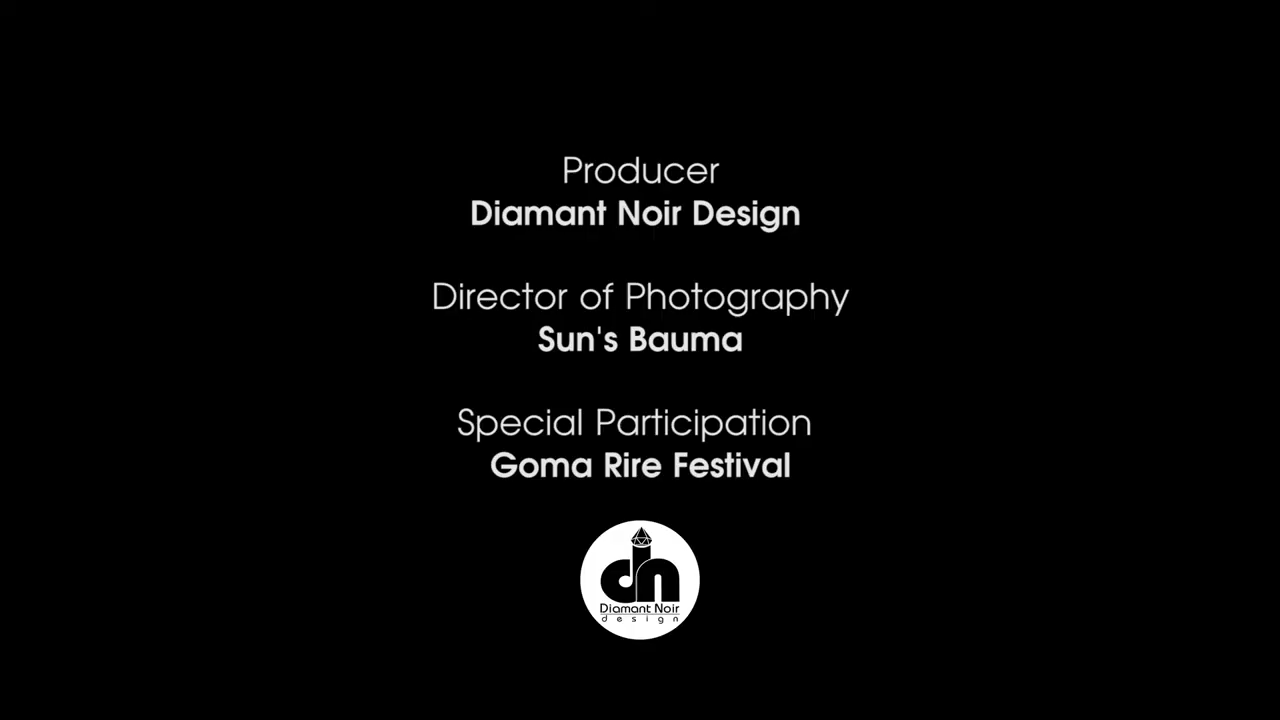 Producer
Diamant Noir Design
Director of Photography
Sun's Bauma
Special Participation
Goma Rire Festival
dn
Diamant Noir
design